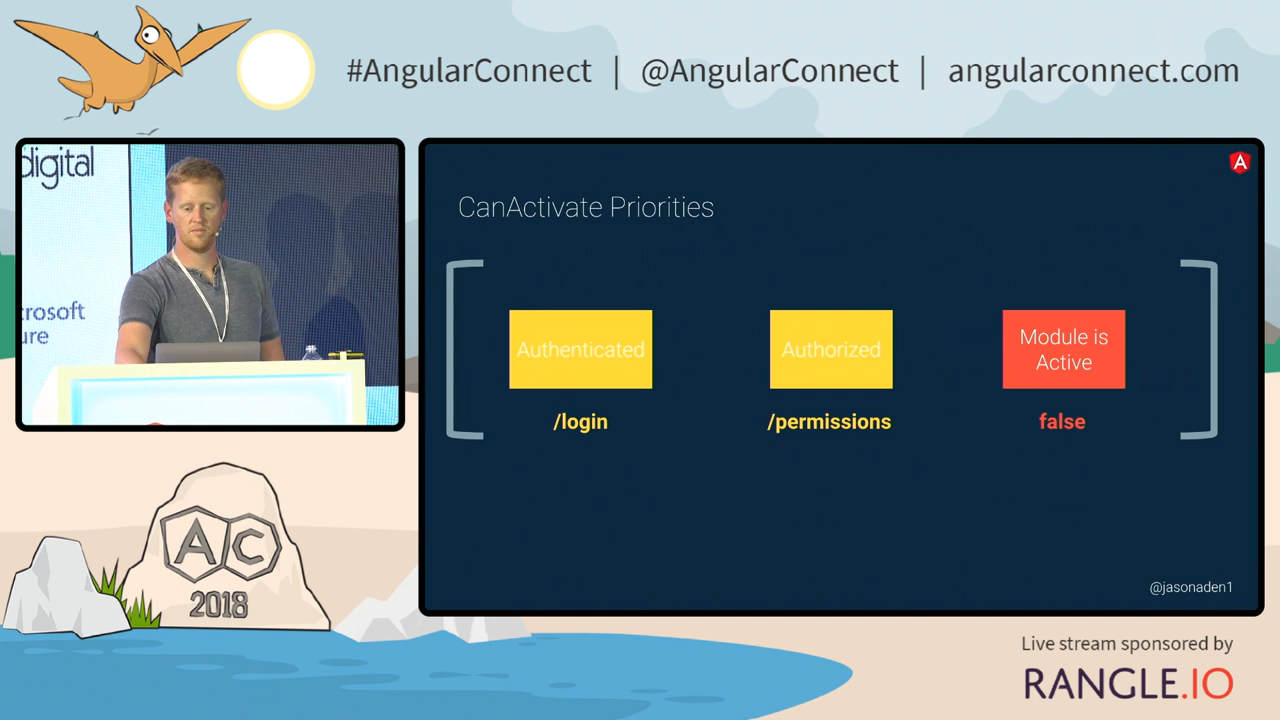 #AngularConnect | @AngularConnect | angularconnect.com
digital
crosoft
ure
CanActivate Priorities
Authenticated
Authorized
Module is
Active
/login
/permissions
false
@jasonaden1
AC
2018
Live stream sponsored by
RANGLE.IO